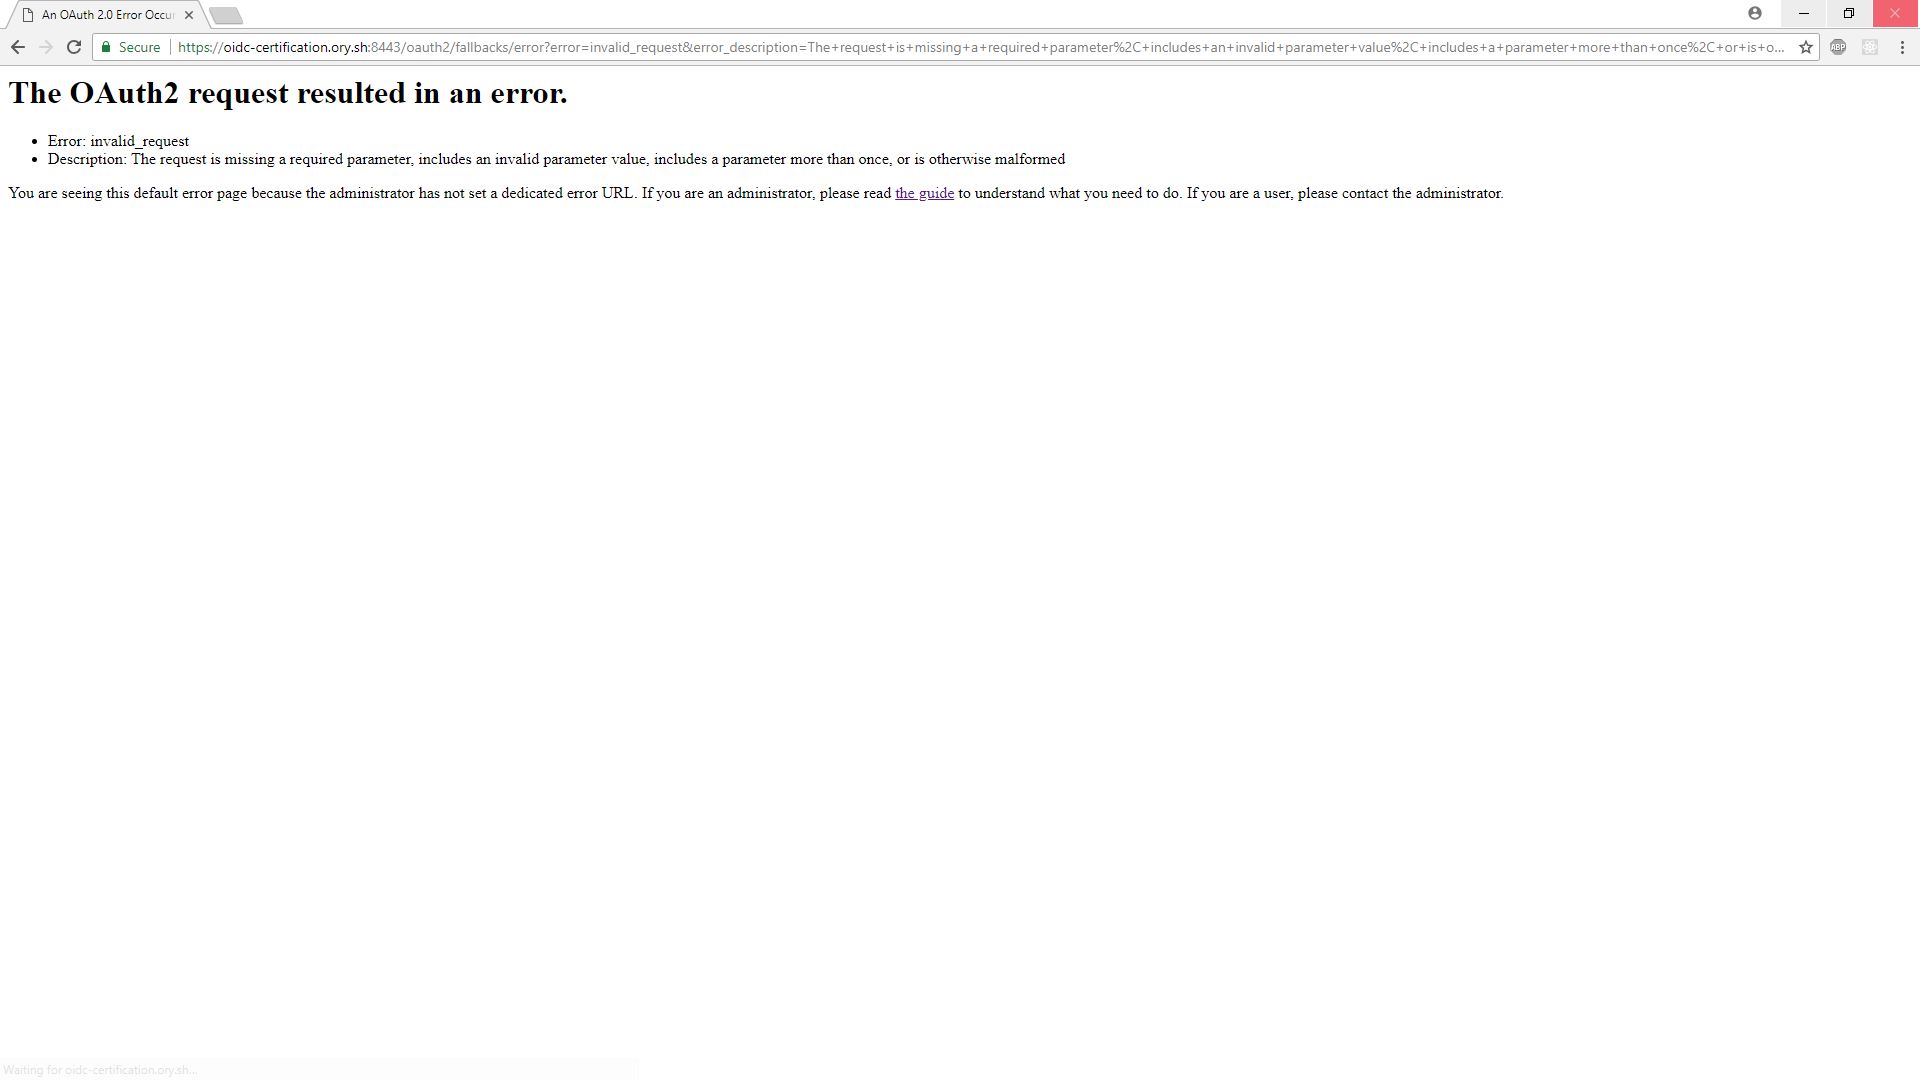 An OAuth 2.0 Error Occur
Secure
https://oidc-certification.ory.sh:8443/oauth2/fallbacks/error?error=invalid_request&error_description=The+request+is+missing+a+required+parameter%2C+includes+an+invalid+parameter+value%2C+includes+a+parameter+more+than+once%2C+or+is+o...
ABP
The OAuth2 request resulted in an error.
• Error: invalid_request
• Description: The request is missing a required parameter, includes an invalid parameter value, includes a parameter more than once, or is otherwise malformed
You are seeing this default error page because the administrator has not set a dedicated error URL. If you are an administrator, please read the guide to understand what you need to do. If you are a user, please contact the administrator.
Waiting for oidc-certification.ory.sh...